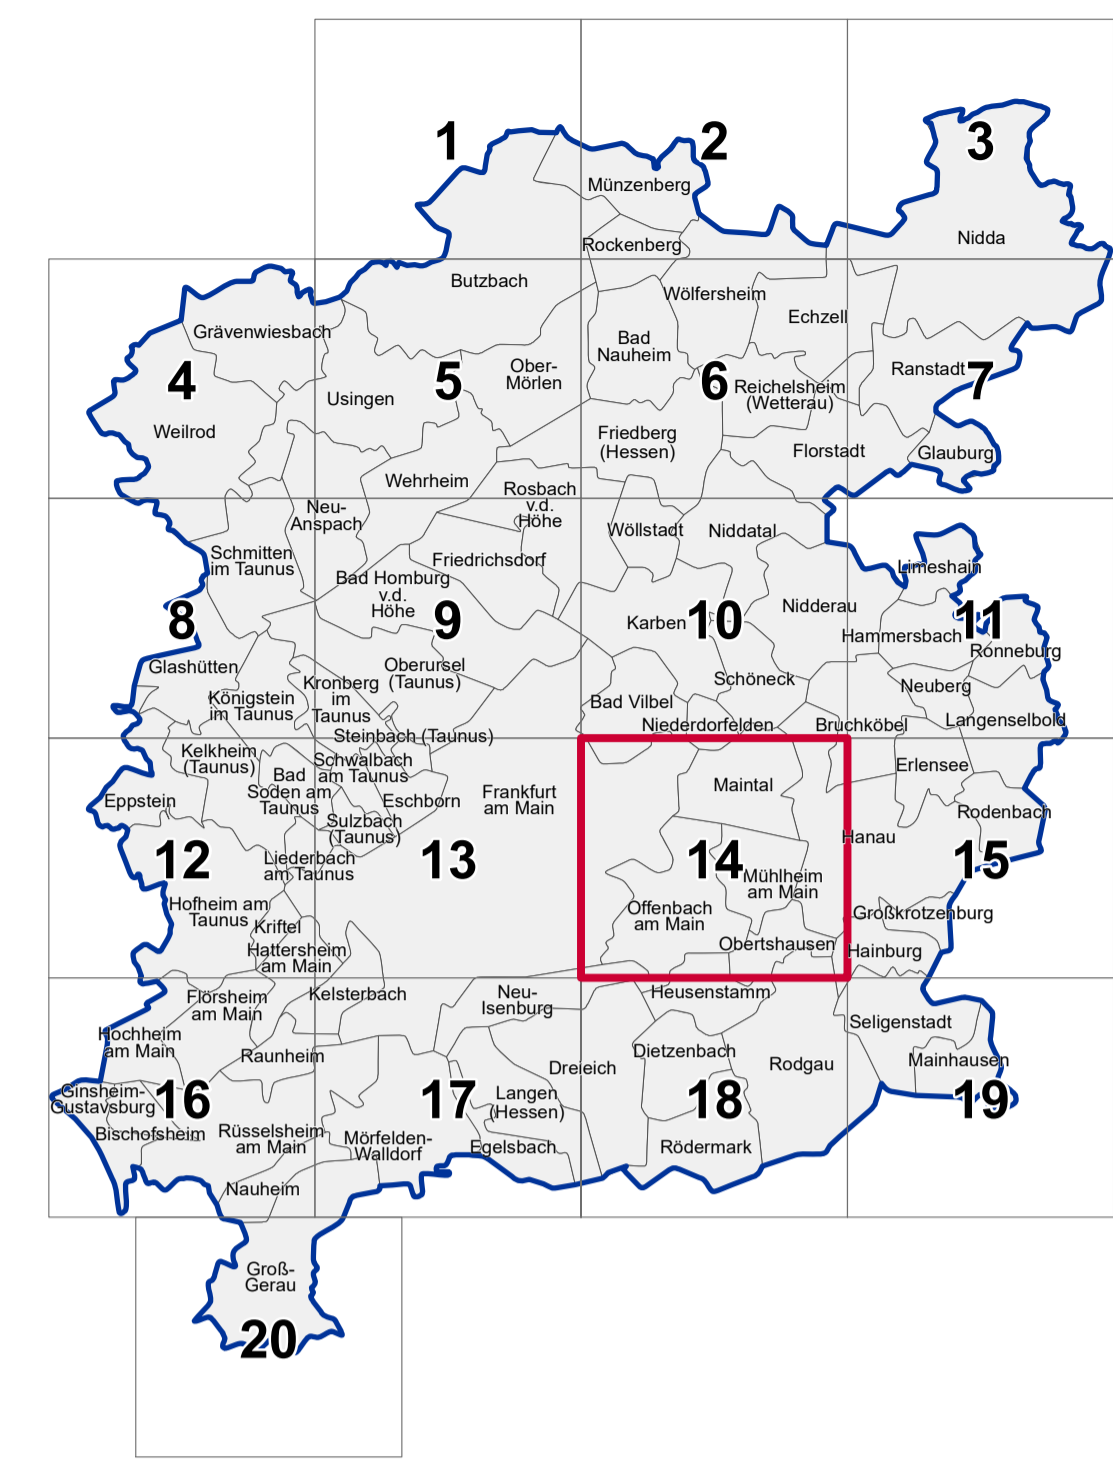 1
2
3
Münzenberg
Nidda
Rockenberg
Butzbach
Wölfersheim
Echzell
Grävenwiesbach
Bad
Nauheim
Ober-
Mörlen
Ranstadt
4
5
6
7
Reichelsheim
(Wetterau)
Usingen
Weilrod
Friedberg
(Hessen)
Florstadt
Glauburg
Wehrheim
Rosbach
v.d.
Höhe
Neu-
Anspach
Wöllstadt
Niddatal
Schmitten
im Taunus
Friedrichsdorf
Limeshain
Bad Homburg
v.d.
Höhe
Nidderau
8
9
Karben
10
11
Hammersbach
Ronneburg
Glashütten
Oberursel
(Taunus)
Schöneck
Neuberg
Königstein
im Taunus
Kronberg
im
Taunus
Bad Vilbel
Niederdorfelden
Bruchköbel
Langenselbold
Steinbach (Taunus)
Kelkheim
(Taunus)
Schwalbach
am Taunus
Erlensee
Bad
Soden am
Taunus
Maintal
Eppstein
Eschborn
Frankfurt
am Main
Rodenbach
Sulzbach
(Taunus)
Hanau
12
Liederbach
am Taunus
13
14
15
Mühlheim
am Main
Hofheim am
Taunus
Kriftel
Offenbach
am Main
Großkrotzenburg
Hattersheim
am Main
Obertshausen
Hainburg
Flörsheim
am Main
Kelsterbach
Neu-
Isenburg
Heusenstamm
Hochheim
am Main
Seligenstadt
Raunheim
Dreieich
Dietzenbach
Rodgau
Mainhausen
Ginsheim-
Gustavsburg
16
17
Langen
(Hessen)
18
19
Bischofsheim
Rüsselsheim
am Main
Mörfelden-
Walldorf
Egelsbach
Rödermark
Nauheim
Groß-
Gerau
20